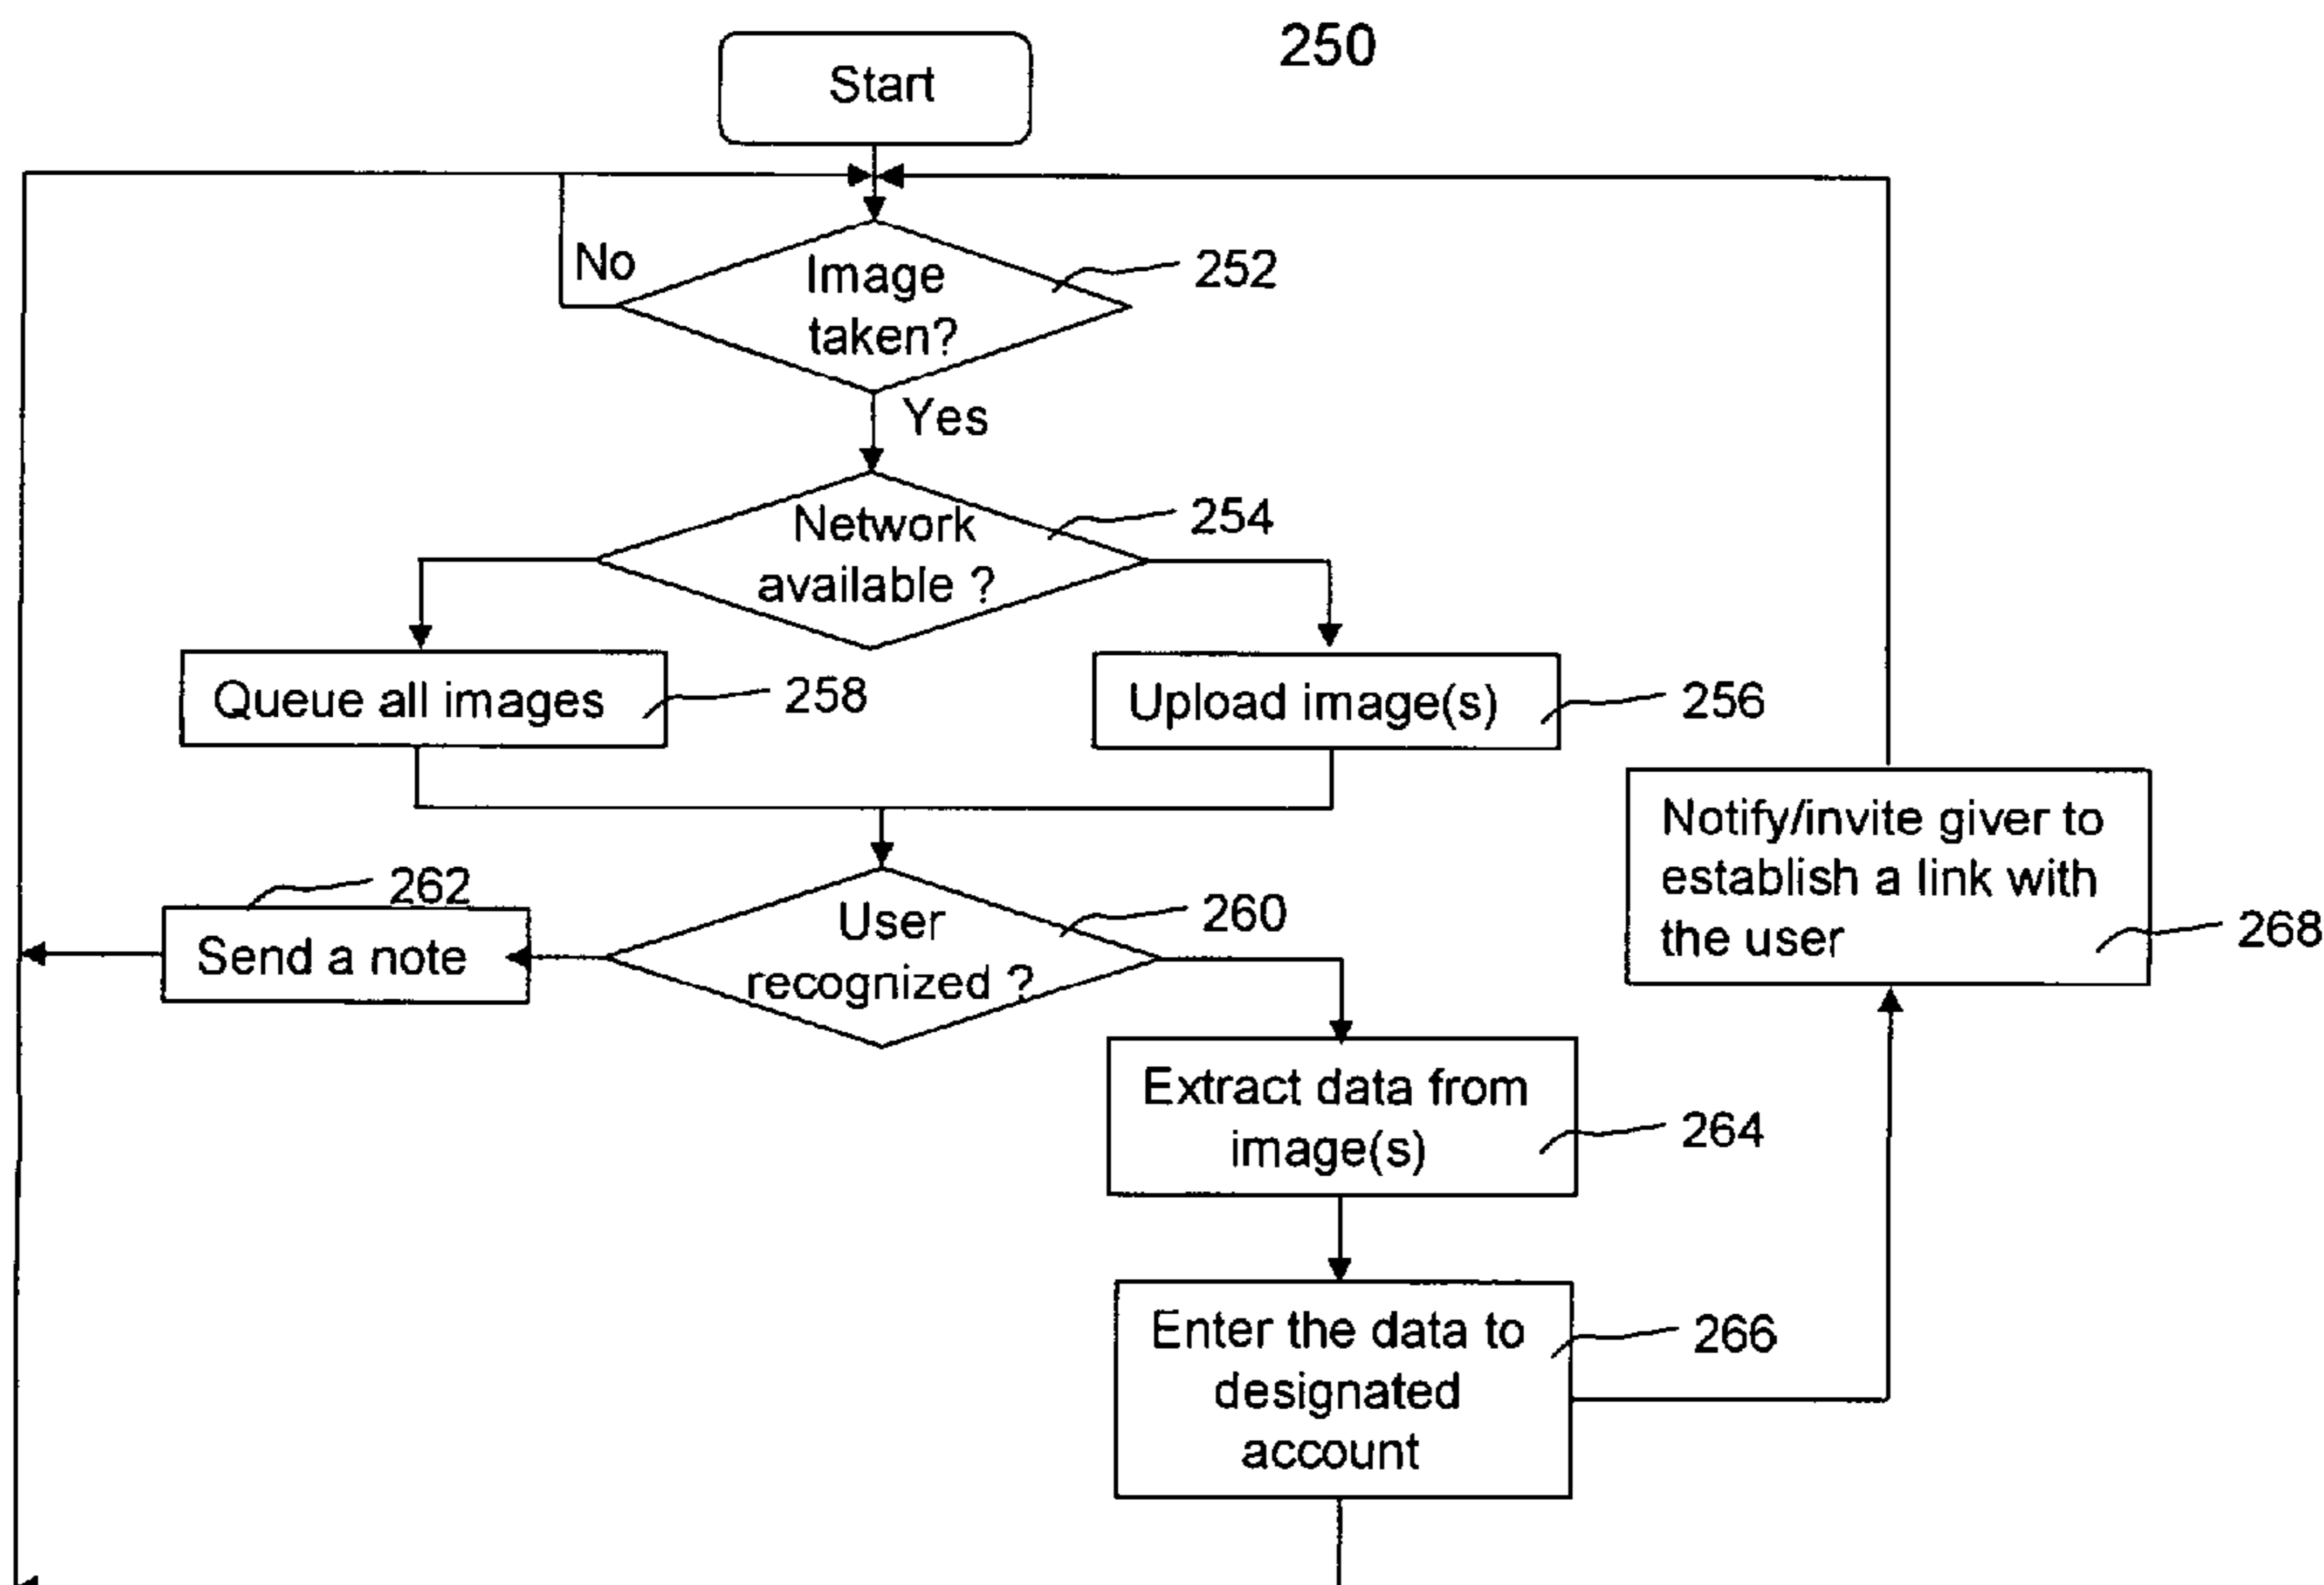 250
Start
No
Image
taken?
252
Yes
Network
available ?
254
Queue all images
258
Upload image(s)
256
Notify/invite giver to
establish a link with
the user
268
262
Send a note
User
recognized ?
260
Extract data from
image(s)
264
Enter the data to
designated
account
266